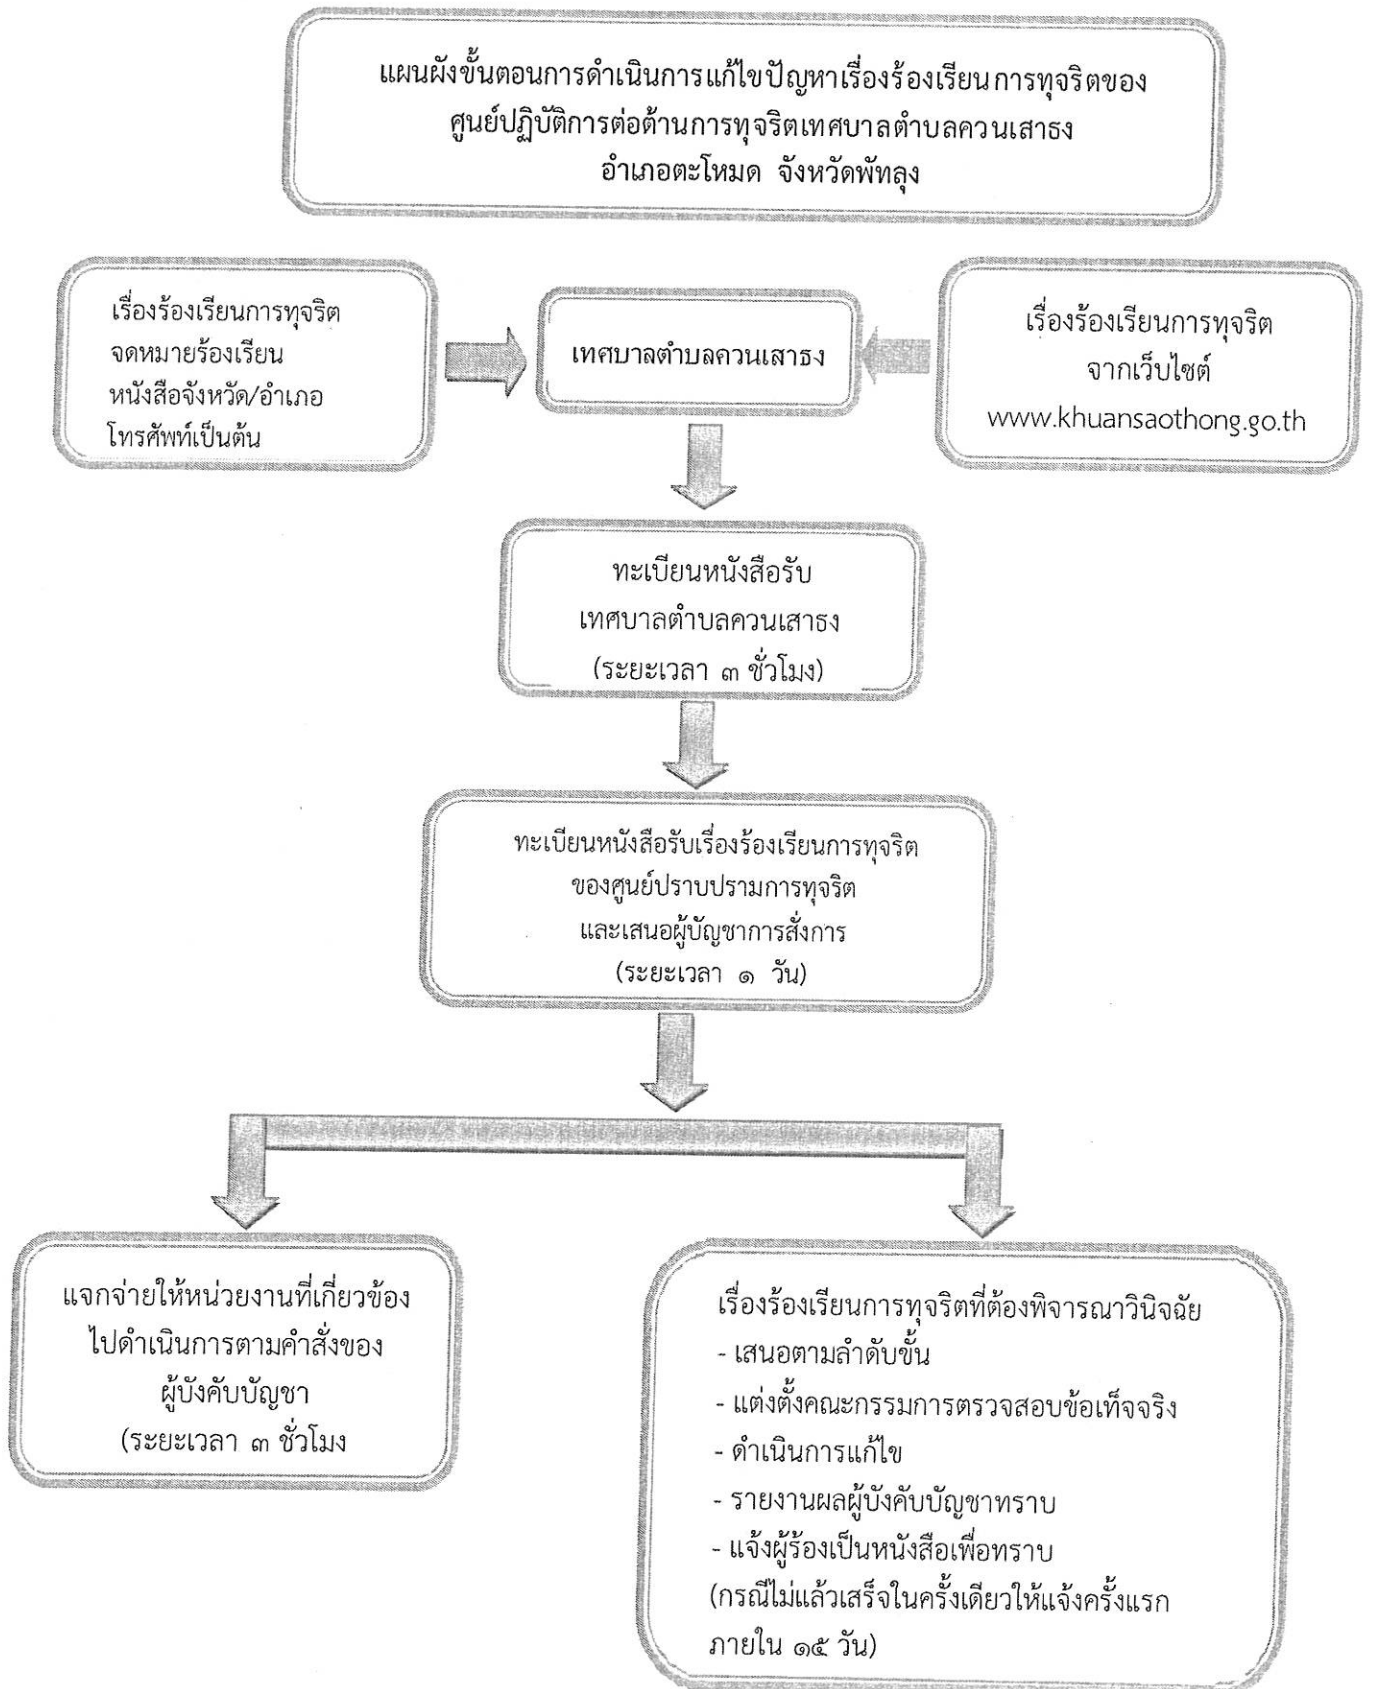 แผนผังขั้นตอนการดำเนินการแก้ไขปัญหาเรื่องร้องเรียนการทุจริตของ
ศูนย์ปฏิบัติการต่อต้านการทุจริตเทศบาลตำบลควนเสาธง
อำเภอตะโหมด จังหวัดพัทลุง
เรื่องร้องเรียนการทุจริต
จดหมายร้องเรียน
หนังสือจังหวัด/อำเภอ
โทรศัพท์เป็นต้น
เทศบาลตำบลควนเสาธง
เรื่องร้องเรียนการทุจริต
จากเว็บไซต์
www.khuansaothong.go.th
ทะเบียนหนังสือรับ
เทศบาลตำบลควนเสาธง
(ระยะเวลา ๓ ชั่วโมง)
ทะเบียนหนังสือรับเรื่องร้องเรียนการทุจริต
ของศูนย์ปราบปรามการทุจริต
และเสนอผู้บัญชาการสั่งการ
(ระยะเวลา ๑ วัน)
แจกจ่ายให้หน่วยงานที่เกี่ยวข้อง
ไปดำเนินการตามคำสั่งของ
ผู้บังคับบัญชา
(ระยะเวลา ๓ ชั่วโมง
เรื่องร้องเรียนการทุจริตที่ต้องพิจารณาวินิจฉัย
- เสนอตามลำดับขั้น
- แต่งตั้งคณะกรรมการตรวจสอบข้อเท็จจริง
- ดำเนินการแก้ไข
- รายงานผลผู้บังคับบัญชาทราบ
- แจ้งผู้ร้องเป็นหนังสือเพื่อทราบ
(กรณีไม่แล้วเสร็จในครั้งเดียวให้แจ้งครั้งแรก
ภายใน ๑๕ วัน)